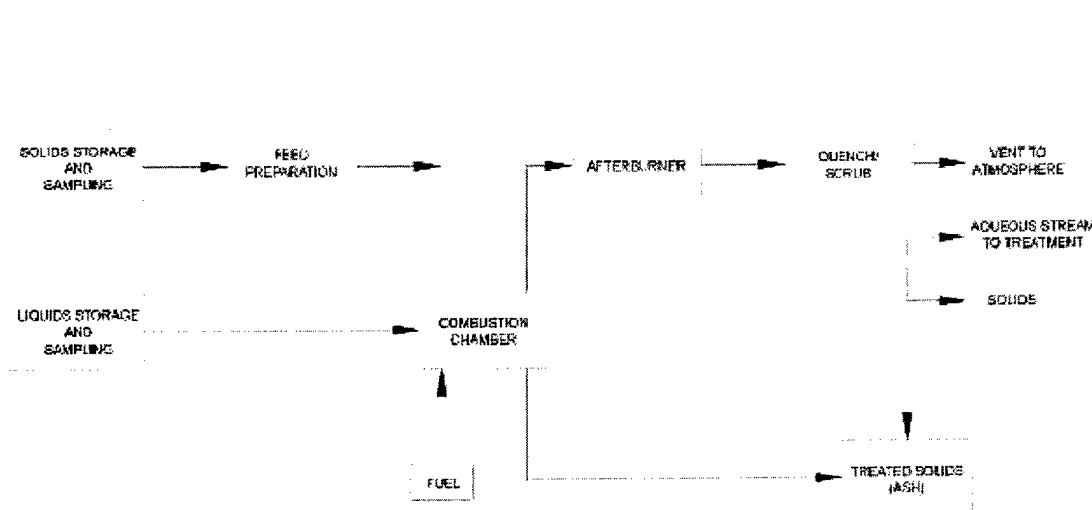 SOLIDS STORAGE
AND
SAMPLING
FEED
PREPARATION
AFTERBURNER
QUENCH/
SCRUB
VENT TO
ATMOSPHERE
AQUEOUS STREAM
TO TREATMENT
SOLIDS
LIQUIDS STORAGE
AND
SAMPLING
COMBUSTION
CHAMBER
FUEL
TREATED SOLIDS
(ASH)